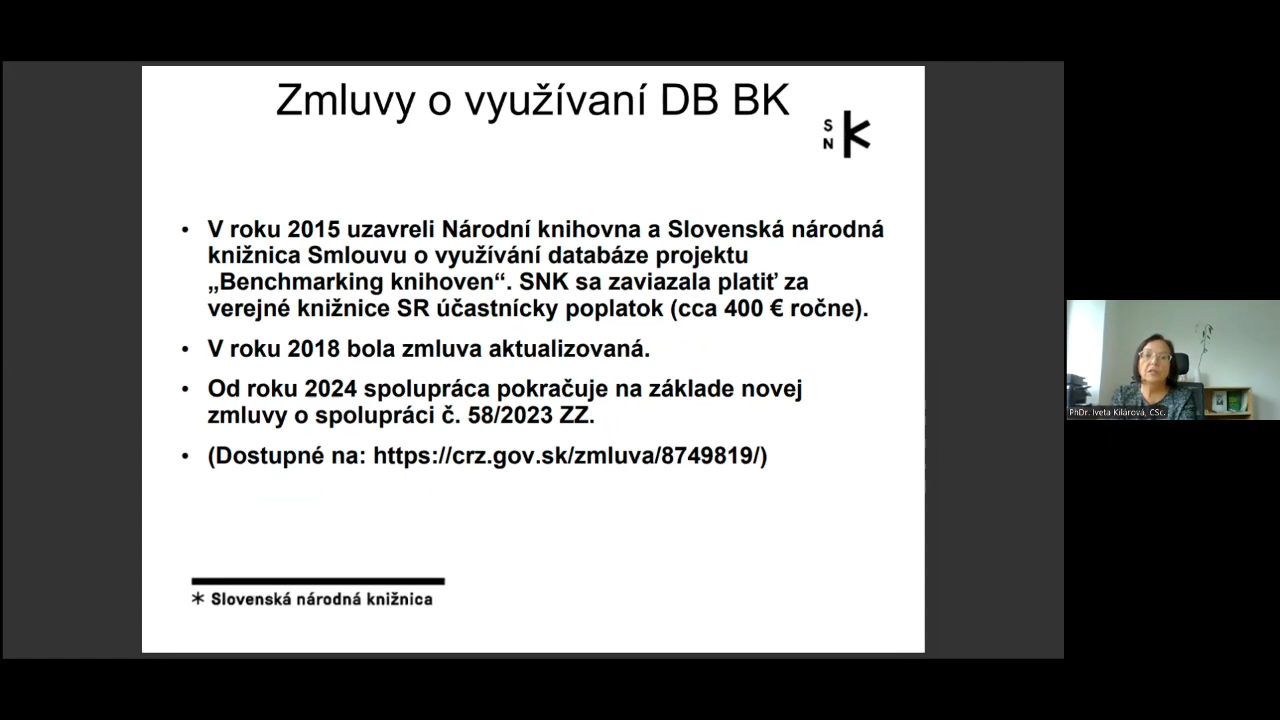 Zmluvy o využívaní DB BK
S
N K
• V roku 2015 uzavreli Národní knihovna a Slovenská národná
knižnica Smlouvu o využívání databáze projektu
„Benchmarking knihoven“. SNK sa zaviazala platiť za
verejné knižnice SR účastnícky poplatok (cca 400 € ročne).
• V roku 2018 bola zmluva aktualizovaná.
• Od roku 2024 spolupráca pokračuje na základe novej
zmluvy o spolupráci č. 58/2023 ZZ.
• (Dostupné na: https://crz.gov.sk/zmluva/8749819/)
* Slovenská národná knižnica
PhDr. Iveta Kilárová, CSc.